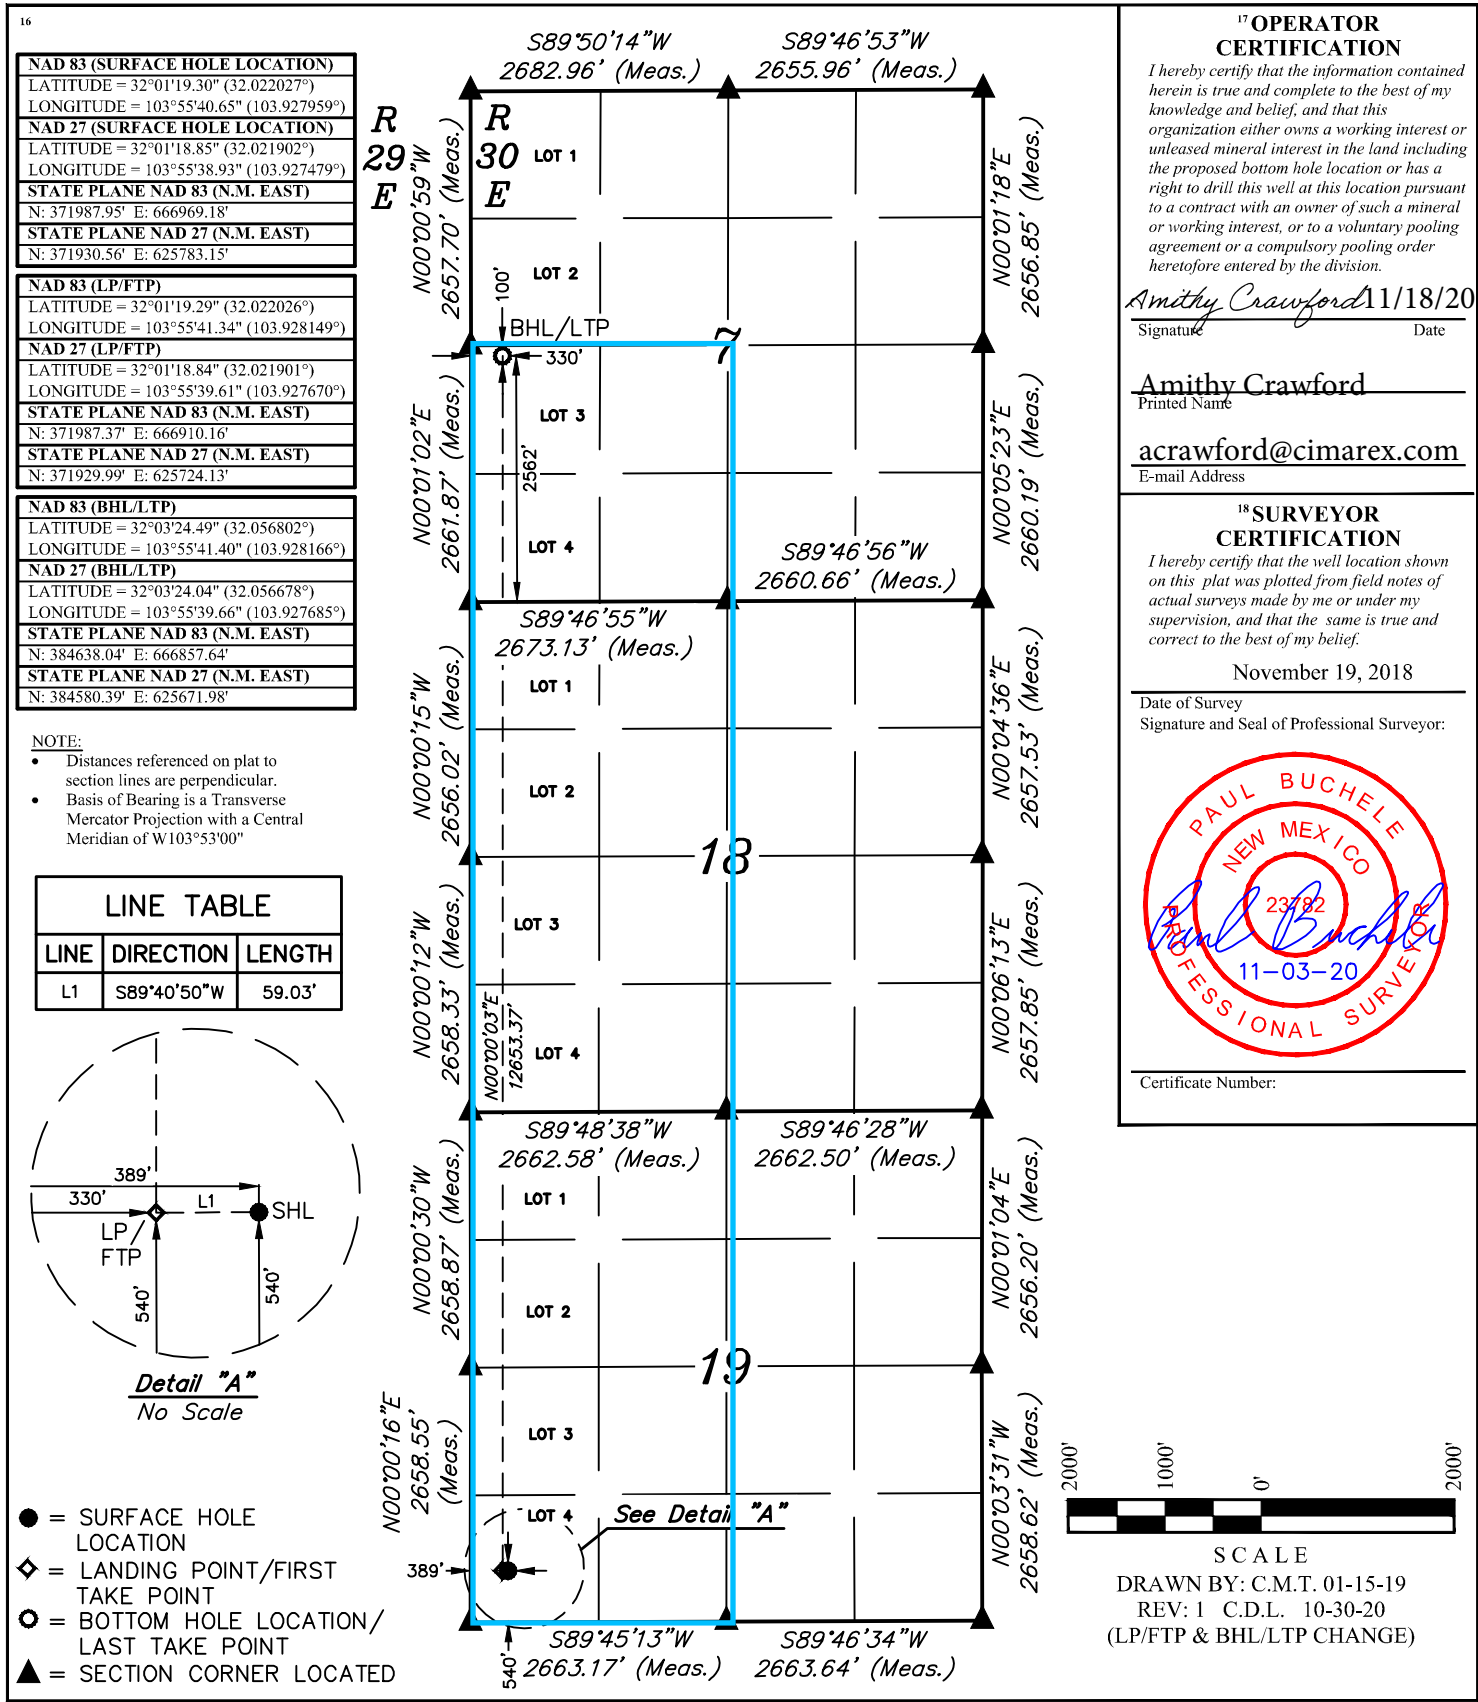 16
NAD 83 (SURFACE HOLE LOCATION)
LATITUDE = 32°01'19.30" (32.022027°)
LONGITUDE = 103°55'40.65" (103.927959°)
NAD 27 (SURFACE HOLE LOCATION)
LATITUDE = 32°01'18.85" (32.021902°)
LONGITUDE = 103°55'38.93" (103.927479°)
STATE PLANE NAD 83 (N.M. EAST)
N: 371987.95' E: 666969.18'
STATE PLANE NAD 27 (N.M. EAST)
N: 371930.56' E: 625783.15'
NAD 83 (LP/FTP)
LATITUDE = 32°01'19.29" (32.022026°)
LONGITUDE = 103°55'41.34" (103.928149°)
NAD 27 (LP/FTP)
LATITUDE = 32°01'18.84" (32.021901°)
LONGITUDE = 103°55'39.61" (103.927670°)
STATE PLANE NAD 83 (N.M. EAST)
N: 371987.37' E: 666910.16'
STATE PLANE NAD 27 (N.M. EAST)
N: 371929.99' E: 625724.13'
NAD 83 (BHL/LTP)
LATITUDE = 32°03'24.49" (32.056802°)
LONGITUDE = 103°55'41.40" (103.928166°)
NAD 27 (BHL/LTP)
LATITUDE = 32°03'24.04" (32.056678°)
LONGITUDE = 103°55'39.66" (103.927685°)
STATE PLANE NAD 83 (N.M. EAST)
N: 384638.04' E: 666857.64'
STATE PLANE NAD 27 (N.M. EAST)
N: 384580.39' E: 625671.98'
NOTE:
• Distances referenced on plat to
section lines are perpendicular.
• Basis of Bearing is a Transverse
Mercator Projection with a Central
Meridian of W103°53'00"
LINE TABLE
LINE DIRECTION LENGTH
L1 S89°40'50"W 59.03'
389'
330'
L1
SHL
LP/
FTP
540'
540'
Detail "A"
No Scale
= SURFACE HOLE
LOCATION
= LANDING POINT/FIRST
TAKE POINT
= BOTTOM HOLE LOCATION/
LAST TAKE POINT
= SECTION CORNER LOCATED
S89°50'14"W
2682.96' (Meas.)
S89°46'53"W
2655.96' (Meas.)
R
29
E
R
30
E
N00°00'59"W
2657.70' (Meas.)
N00°01'18"E
2656.85' (Meas.)
LOT 1
LOT 2
100'
BHL/LTP
330'
7
N00°01'02"E
2661.87' (Meas.)
N00°05'23"E
2660.19' (Meas.)
LOT 3
2562'
LOT 4
S89°46'56"W
2660.66' (Meas.)
S89°46'55"W
2673.13' (Meas.)
N00°00'15"W
2656.02' (Meas.)
N00°04'36"E
2657.53' (Meas.)
LOT 1
LOT 2
18
N00°00'12"W
2658.33' (Meas.)
N00°06'13"E
2657.85' (Meas.)
LOT 3
N00°00'03"E
12653.37'
LOT 4
S89°48'38"W
2662.58' (Meas.)
S89°46'28"W
2662.50' (Meas.)
N00°00'30"W
2658.87' (Meas.)
N00°01'04"E
2656.20' (Meas.)
LOT 1
LOT 2
19
N00°00'16"E
2658.55'
(Meas.)
N00°03'31"W
2658.62' (Meas.)
LOT 3
LOT 4
See Detail "A"
389'
540'
S89°45'13"W
2663.17' (Meas.)
S89°46'34"W
2663.64' (Meas.)
17 OPERATOR
CERTIFICATION
I hereby certify that the information contained
herein is true and complete to the best of my
knowledge and belief, and that this
organization either owns a working interest or
unleased mineral interest in the land including
the proposed bottom hole location or has a
right to drill this well at this location pursuant
to a contract with an owner of such a mineral
or working interest, or to a voluntary pooling
agreement or a compulsory pooling order
heretofore entered by the division.
Amithy Crawford 11/18/20
Signature Date
Amithy Crawford
Printed Name
acrawford@cimarex.com
E-mail Address
18 SURVEYOR
CERTIFICATION
I hereby certify that the well location shown
on this plat was plotted from field notes of
actual surveys made by me or under my
supervision, and that the same is true and
correct to the best of my belief.
November 19, 2018
Date of Survey
Signature and Seal of Professional Surveyor:
PAUL BUCHELE
NEW MEXICO
23782
Paul Buchele
11-03-20
PROFESSIONAL SURVEYOR
Certificate Number:
2000' 1000' 0' 2000'
SCALE
DRAWN BY: C.M.T. 01-15-19
REV: 1 C.D.L. 10-30-20
(LP/FTP & BHL/LTP CHANGE)